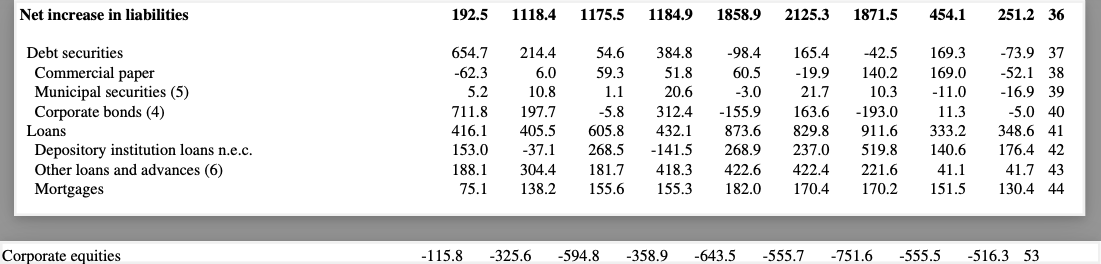 Net increase in liabilities 192.5 1118.4 1175.5 1184.9 1858.9 2125.3 1871.5 454.1 251.2 36
Debt securities 654.7 214.4 54.6 384.8 -98.4 165.4 -42.5 169.3 -73.9 37
Commercial paper -62.3 6.0 59.3 51.8 60.5 -19.9 140.2 169.0 -52.1 38
Municipal securities (5) 5.2 10.8 1.1 20.6 -3.0 21.7 10.3 -11.0 -16.9 39
Corporate bonds (4) 711.8 197.7 -5.8 312.4 -155.9 163.6 -193.0 11.3 -5.0 40
Loans 416.1 405.5 605.8 432.1 873.6 829.8 911.6 333.2 348.6 41
Depository institution loans n.e.c. 153.0 -37.1 268.5 -141.5 268.9 237.0 519.8 140.6 176.4 42
Other loans and advances (6) 188.1 304.4 181.7 418.3 422.6 422.4 221.6 41.1 41.7 43
Mortgages 75.1 138.2 155.6 155.3 182.0 170.4 170.2 151.5 130.4 44
Corporate equities -115.8 -325.6 -594.8 -358.9 -643.5 -555.7 -751.6 -555.5 -516.3 53